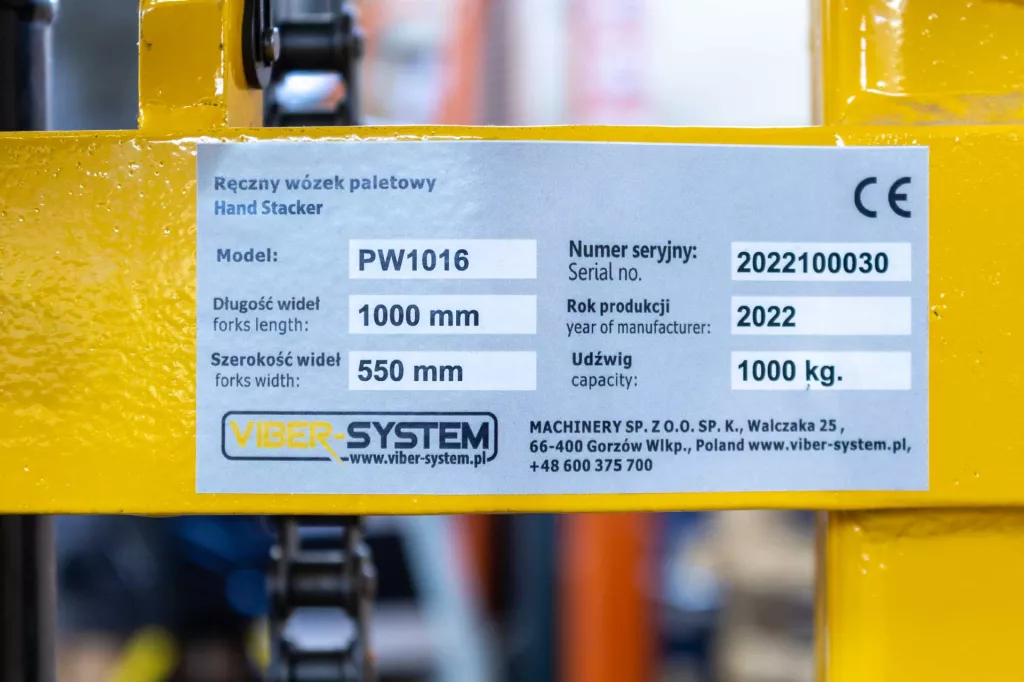 Ręczny wózek paletowy
Hand Stacker
CE
Model: PW1016
Numer seryjny:
Serial no. 2022100030
Długość wideł
forks length: 1000 mm
Rok produkcji
year of manufacturer: 2022
Szerokość wideł
forks width: 550 mm
Udźwig
capacity: 1000 kg.
VIBER-SYSTEM
www.viber-system.pl
MACHINERY SP. Z O.O. SP. K., Walczaka 25 ,
66-400 Gorzów Wlkp., Poland www.viber-system.pl,
+48 600 375 700